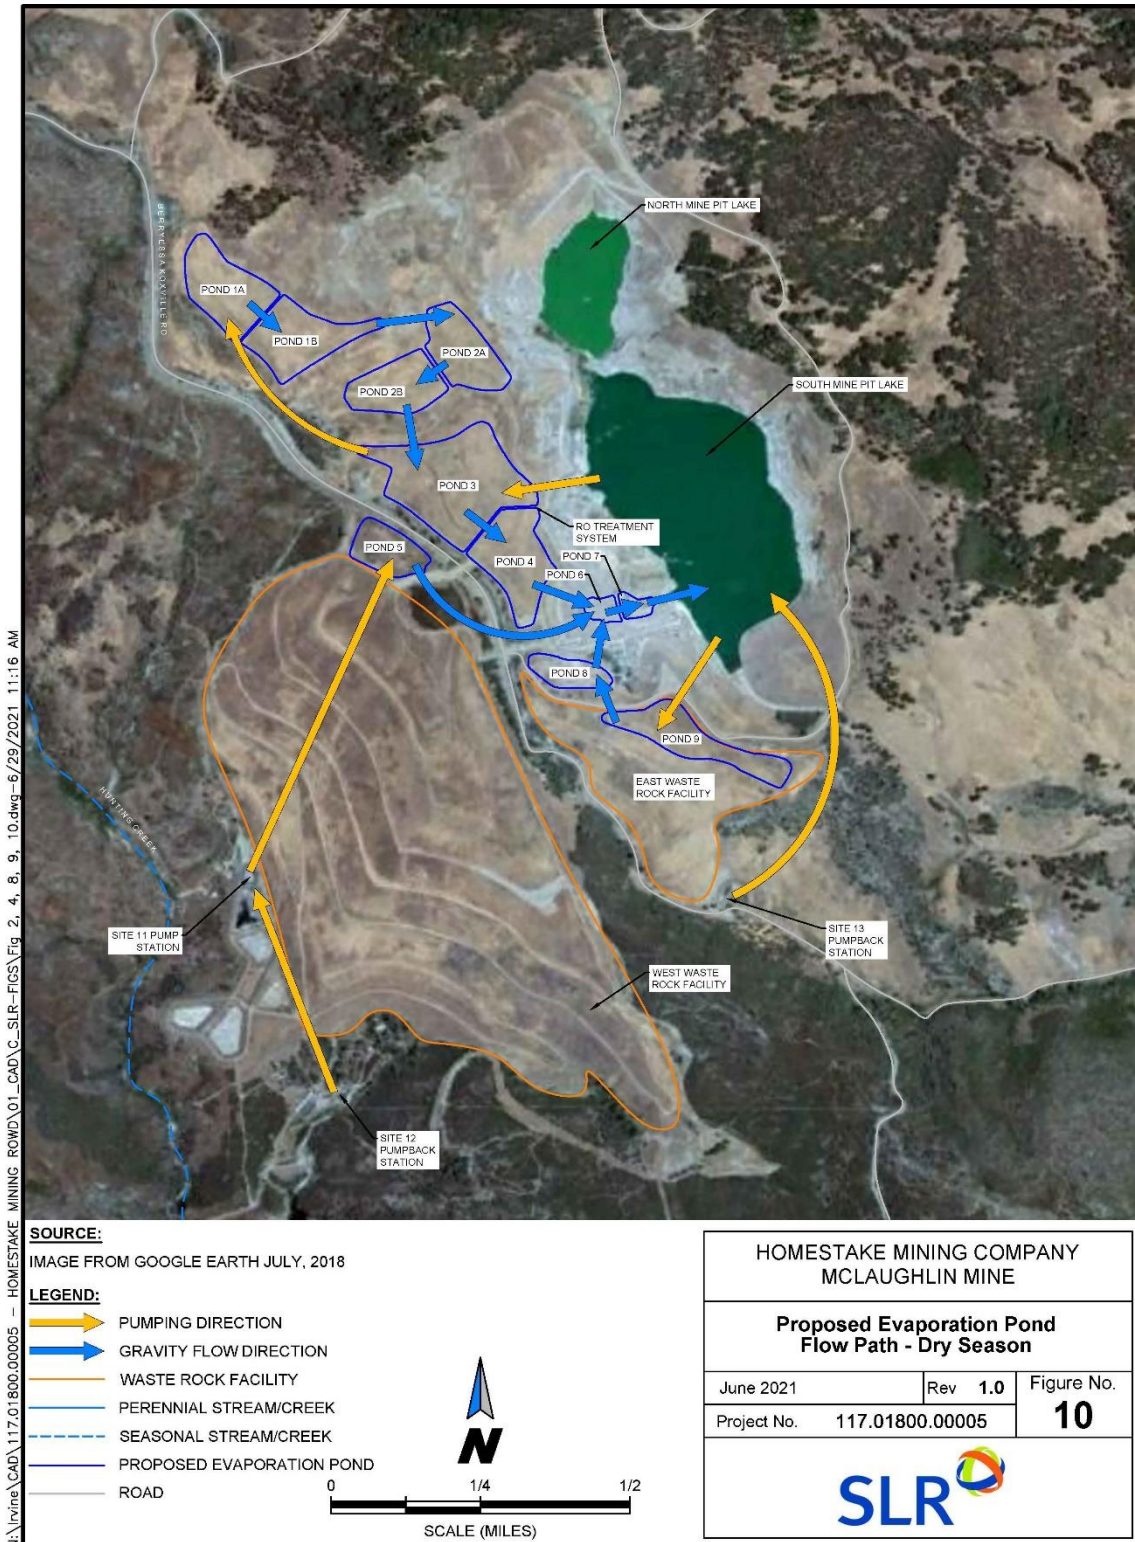 NORTH MINE PIT LAKE
BERRYESSA KOXVILLE RD
POND 1A
POND 1B
POND 2A
POND 2B
SOUTH MINE PIT LAKE
POND 3
RO TREATMENT
SYSTEM
POND 5
POND 4
POND 7
POND 6
POND 8
POND 9
EAST WASTE
ROCK FACILITY
HUNTING CREEK
SITE 11 PUMP
STATION
SITE 13
PUMPBACK
STATION
WEST WASTE
ROCK FACILITY
SITE 12
PUMPBACK
STATION
N:\Irvine\CAD\117.01800.00005 - HOMESTAKE MINING ROWD\01_CAD\C_SLR-FIGS\Fig 2, 4, 8, 9, 10.dwg-6/29/2021 11:16 AM
SOURCE:
IMAGE FROM GOOGLE EARTH JULY, 2018
LEGEND:
PUMPING DIRECTION
GRAVITY FLOW DIRECTION
WASTE ROCK FACILITY
PERENNIAL STREAM/CREEK
SEASONAL STREAM/CREEK
PROPOSED EVAPORATION POND
ROAD
N
0 1/4 1/2
SCALE (MILES)
HOMESTAKE MINING COMPANY
MCLAUGHLIN MINE
Proposed Evaporation Pond
Flow Path - Dry Season
June 2021 Rev 1.0 Figure No.
Project No. 117.01800.00005 10
SLR